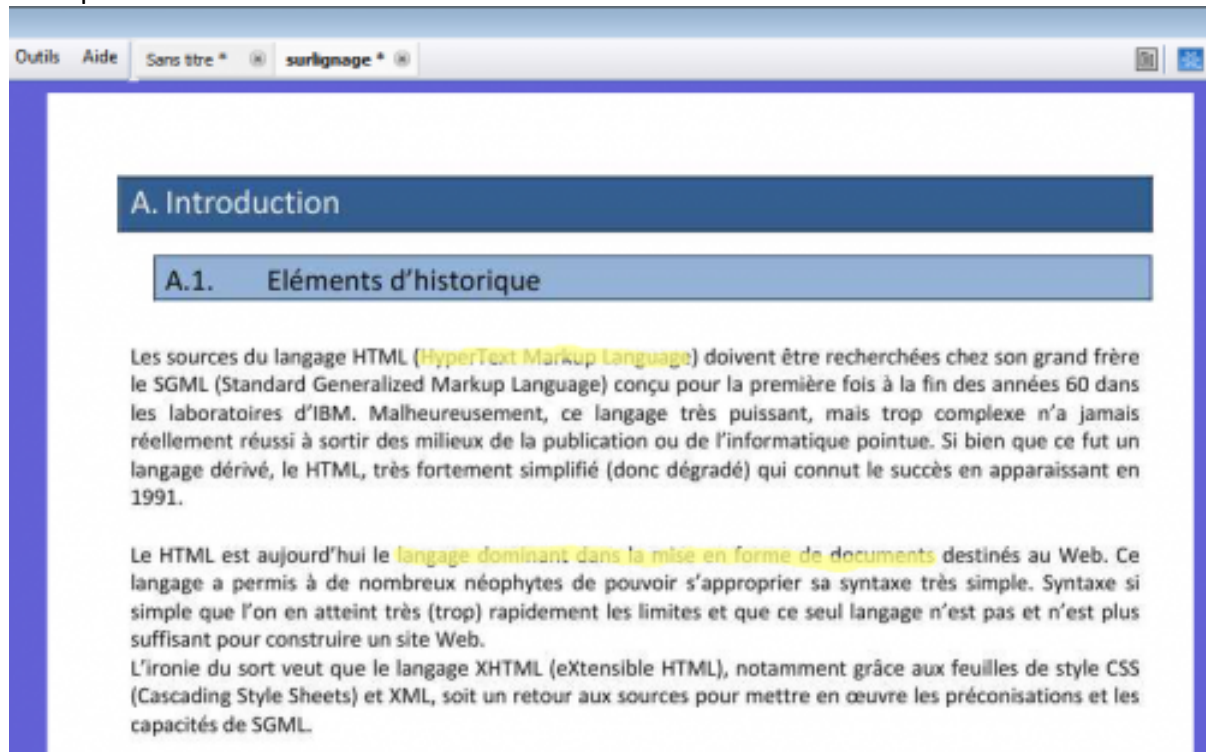 Outils Aide Sans titre * surlignage *
A. Introduction
A.1. Eléments d'historique
Les sources du langage HTML (HyperText Markup Language) doivent être recherchées chez son grand frère
le SGML (Standard Generalized Markup Language) conçu pour la première fois à la fin des années 60 dans
les laboratoires d'IBM. Malheureusement, ce langage très puissant, mais trop complexe n'a jamais
réellement réussi à sortir des milieux de la publication ou de l'informatique pointue. Si bien que ce fut un
langage dérivé, le HTML, très fortement simplifié (donc dégradé) qui connut le succès en apparaissant en
1991.
Le HTML est aujourd'hui le langage dominant dans la mise en forme de documents destinés au Web. Ce
langage a permis à de nombreux néophytes de pouvoir s'approprier sa syntaxe très simple. Syntaxe si
simple que l'on en atteint très (trop) rapidement les limites et que ce seul langage n'est pas et n'est plus
suffisant pour construire un site Web.
L'ironie du sort veut que le langage XHTML (eXtensible HTML), notamment grâce aux feuilles de style CSS
(Cascading Style Sheets) et XML, soit un retour aux sources pour mettre en œuvre les préconisations et les
capacités de SGML.